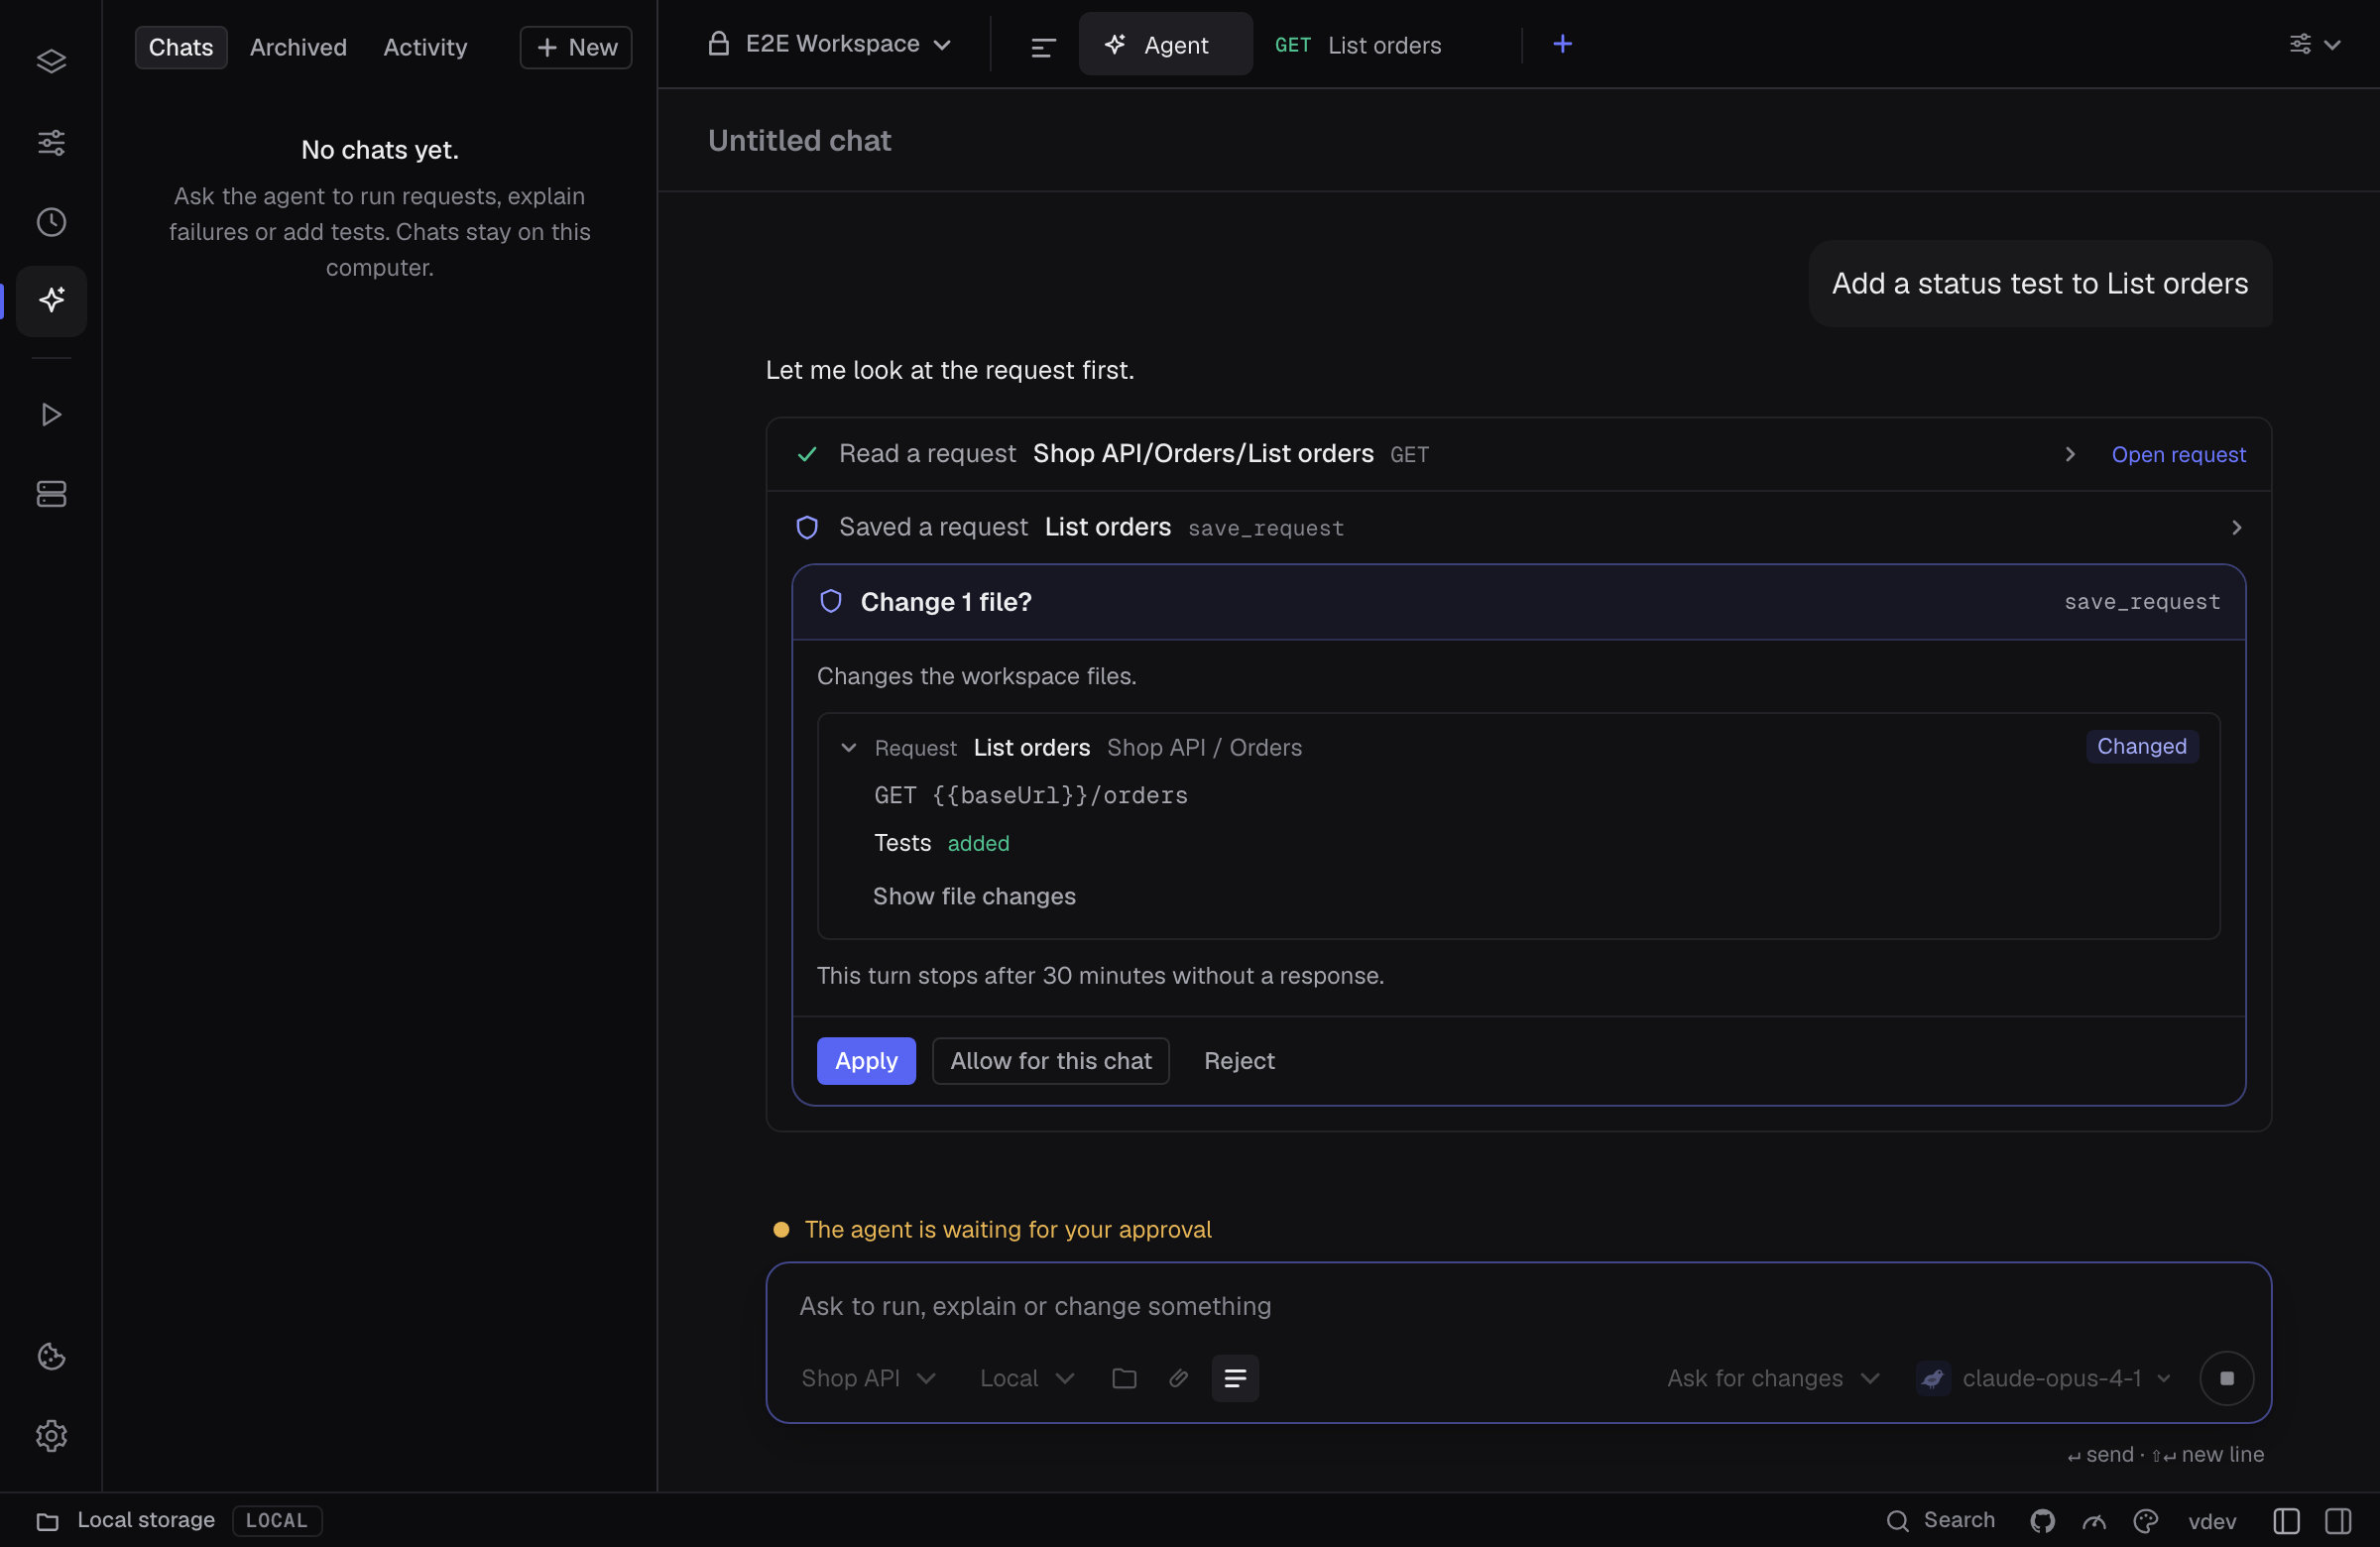 Chats Archived Activity + New
No chats yet.
Ask the agent to run requests, explain
failures or add tests. Chats stay on this
computer.
E2E Workspace
Agent
GET List orders
+
Untitled chat
Add a status test to List orders
Let me look at the request first.
Read a request Shop API/Orders/List orders GET
Open request
Saved a request List orders save_request
Change 1 file? save_request
Changes the workspace files.
Request List orders Shop API / Orders Changed
GET {{baseUrl}}/orders
Tests added
Show file changes
This turn stops after 30 minutes without a response.
Apply Allow for this chat Reject
The agent is waiting for your approval
Ask to run, explain or change something
Shop API Local Ask for changes claude-opus-4-1
↵ send · ⇧↵ new line
Local storage LOCAL Search vdev